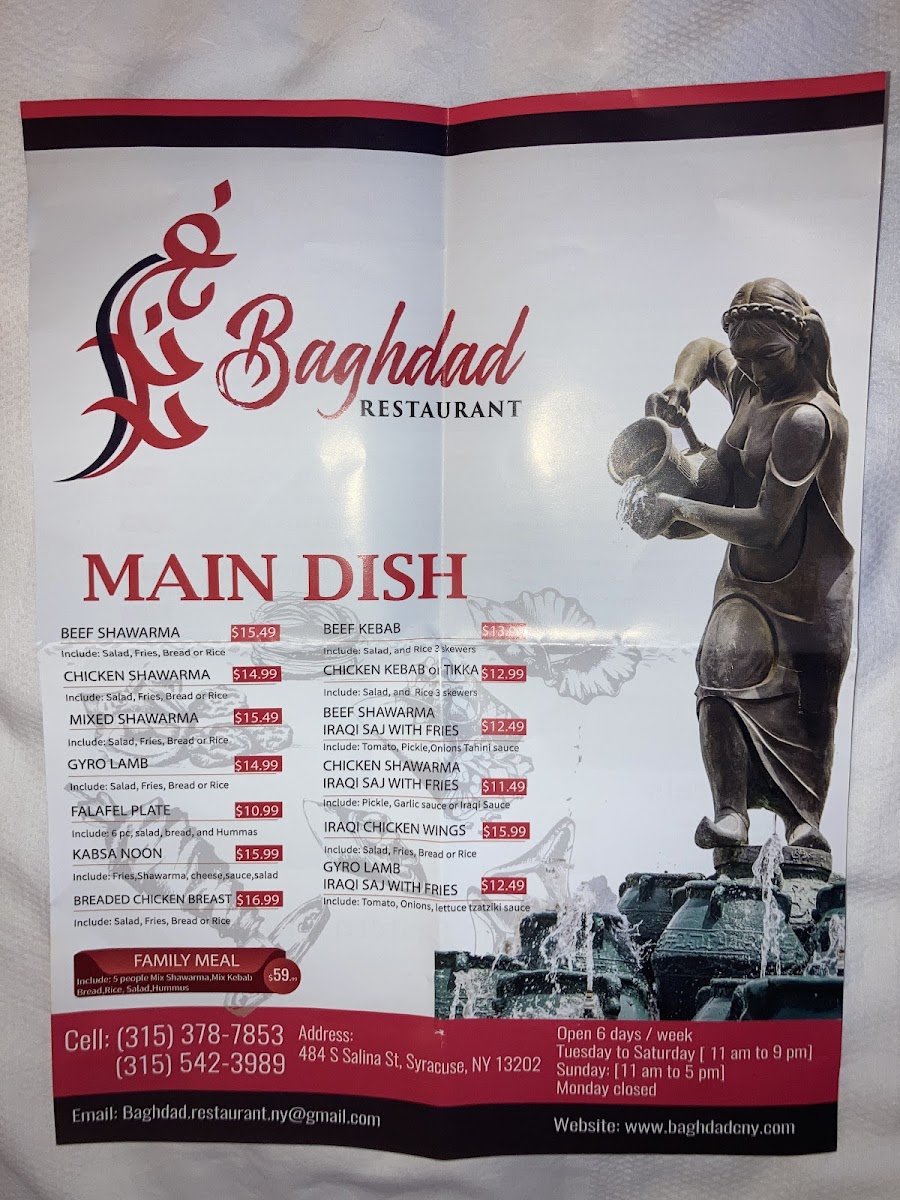 بغداد
Baghdad
RESTAURANT
MAIN DISH
BEEF SHAWARMA $15.49
Include: Salad, Fries, Bread or Rice
CHICKEN SHAWARMA $14.99
Include: Salad, Fries, Bread or Rice
MIXED SHAWARMA $15.49
Include: Salad, Fries, Bread or Rice
GYRO LAMB $14.99
Include: Salad, Fries, Bread or Rice
FALAFEL PLATE $10.99
Include: 6 pc, salad, bread, and Hummas
KABSA NOON $15.99
Include: Fries,Shawarma, cheese,sauce,salad
BREADED CHICKEN BREAST $16.99
Include: Salad, Fries, Bread or Rice
BEEF KEBAB
Include: Salad, and Rice 3 skewers
CHICKEN KEBAB or TIKKA $12.99
Include: Salad, and Rice 3 skewers
BEEF SHAWARMA
IRAQI SAJ WITH FRIES $12.49
Include: Tomato, Pickle,Onions Tahini sauce
CHICKEN SHAWARMA
IRAQI SAJ WITH FRIES $11.49
Include: Pickle, Garlic sauce or Iraqi Sauce
IRAQI CHICKEN WINGS $15.99
Include: Salad, Fries, Bread or Rice
GYRO LAMB
IRAQI SAJ WITH FRIES $12.49
Include: Tomato, Onions, lettuce tzatziki sauce
FAMILY MEAL
Include: 5 people Mix Shawarma,Mix Kebab
Bread,Rice, Salad,Hummus
$59.99
Cell: (315) 378-7853
(315) 542-3989
Address:
484 S Salina St, Syracuse, NY 13202
Open 6 days / week
Tuesday to Saturday [ 11 am to 9 pm]
Sunday: [11 am to 5 pm]
Monday closed
Email: Baghdad.restaurant.ny@gmail.com
Website: www.baghdadcny.com